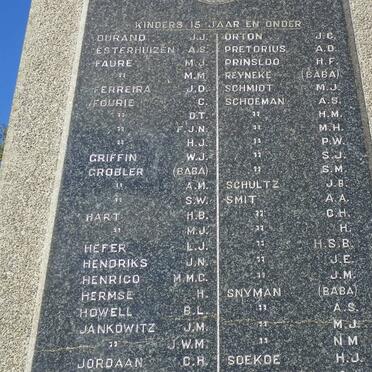 KINDERS 15 JAAR EN ONDER
DURAND J.J.
ESTERHUIZEN A.S.
FAURE M.J.
" M.M.
FERREIRA J.D.
FOURIE C.
" D.T.
" F.J.N.
" H.J.
GRIFFIN W.J.
GROBLER (BABA)
" A.M.
" S.W.
HART H.B.
" M.J.
HEFER L.J.
HENDRIKS J.N.
HENRICO M.M.C.
HERMSE H.
HOWELL B.L.
JANKOWITZ J.M.
" J.W.M.
JORDAAN C.H.
ORTON J.C.
PRETORIUS A.D.
PRINSLOO H.F.
REYNEKE (BABA)
SCHMIDT M.J.
SCHOEMAN A.S.
" H.M.
" M.H.
" P.W.
" S.J.
" S.M.
SCHULTZ J.B.
SMIT A.A.
" C.H.
" H.
" H.S.B.
" J.E.
" J.M.
SNYMAN (BABA)
" A.S.
" M.J.
" N.M.
SOEKOE H.J.